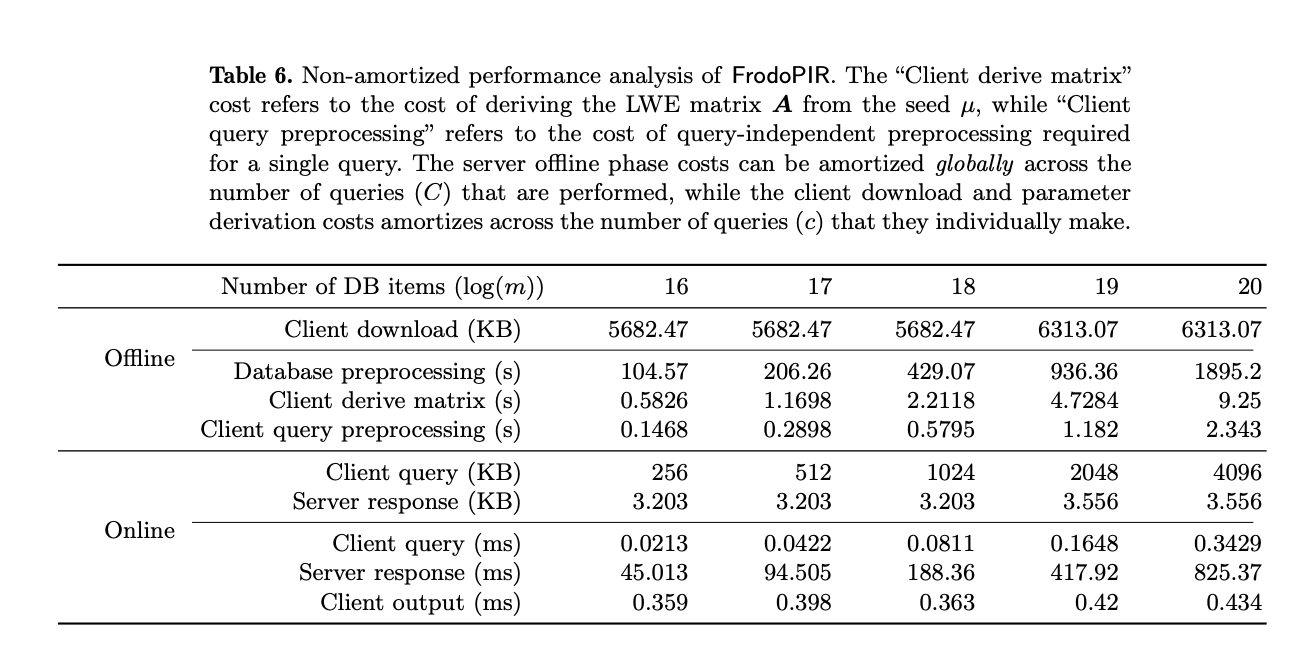 Table 6. Non-amortized performance analysis of FrodoPIR. The “Client derive matrix”
cost refers to the cost of deriving the LWE matrix A from the seed μ, while “Client
query preprocessing” refers to the cost of query-independent preprocessing required
for a single query. The server offline phase costs can be amortized globally across the
number of queries (C) that are performed, while the client download and parameter
derivation costs amortizes across the number of queries (c) that they individually make.
Number of DB items (log(m)) 16 17 18 19 20
Client download (KB) 5682.47 5682.47 5682.47 6313.07 6313.07
Offline
Database preprocessing (s) 104.57 206.26 429.07 936.36 1895.2
Client derive matrix (s) 0.5826 1.1698 2.2118 4.7284 9.25
Client query preprocessing (s) 0.1468 0.2898 0.5795 1.182 2.343
Client query (KB) 256 512 1024 2048 4096
Server response (KB) 3.203 3.203 3.203 3.556 3.556
Online
Client query (ms) 0.0213 0.0422 0.0811 0.1648 0.3429
Server response (ms) 45.013 94.505 188.36 417.92 825.37
Client output (ms) 0.359 0.398 0.363 0.42 0.434